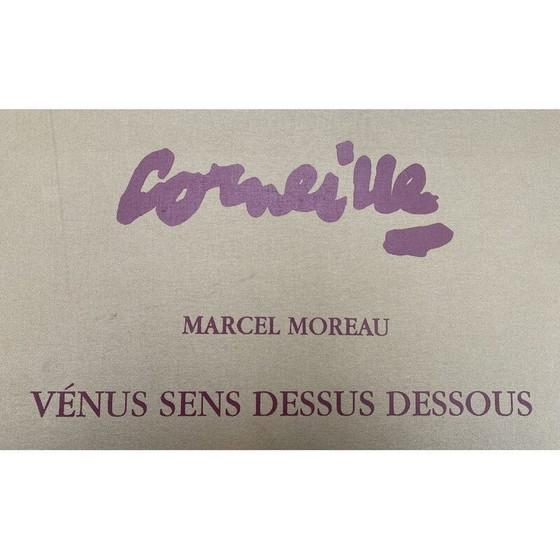 Corneille
MARCEL MOREAU
VÉNUS SENS DESSUS DESSOUS